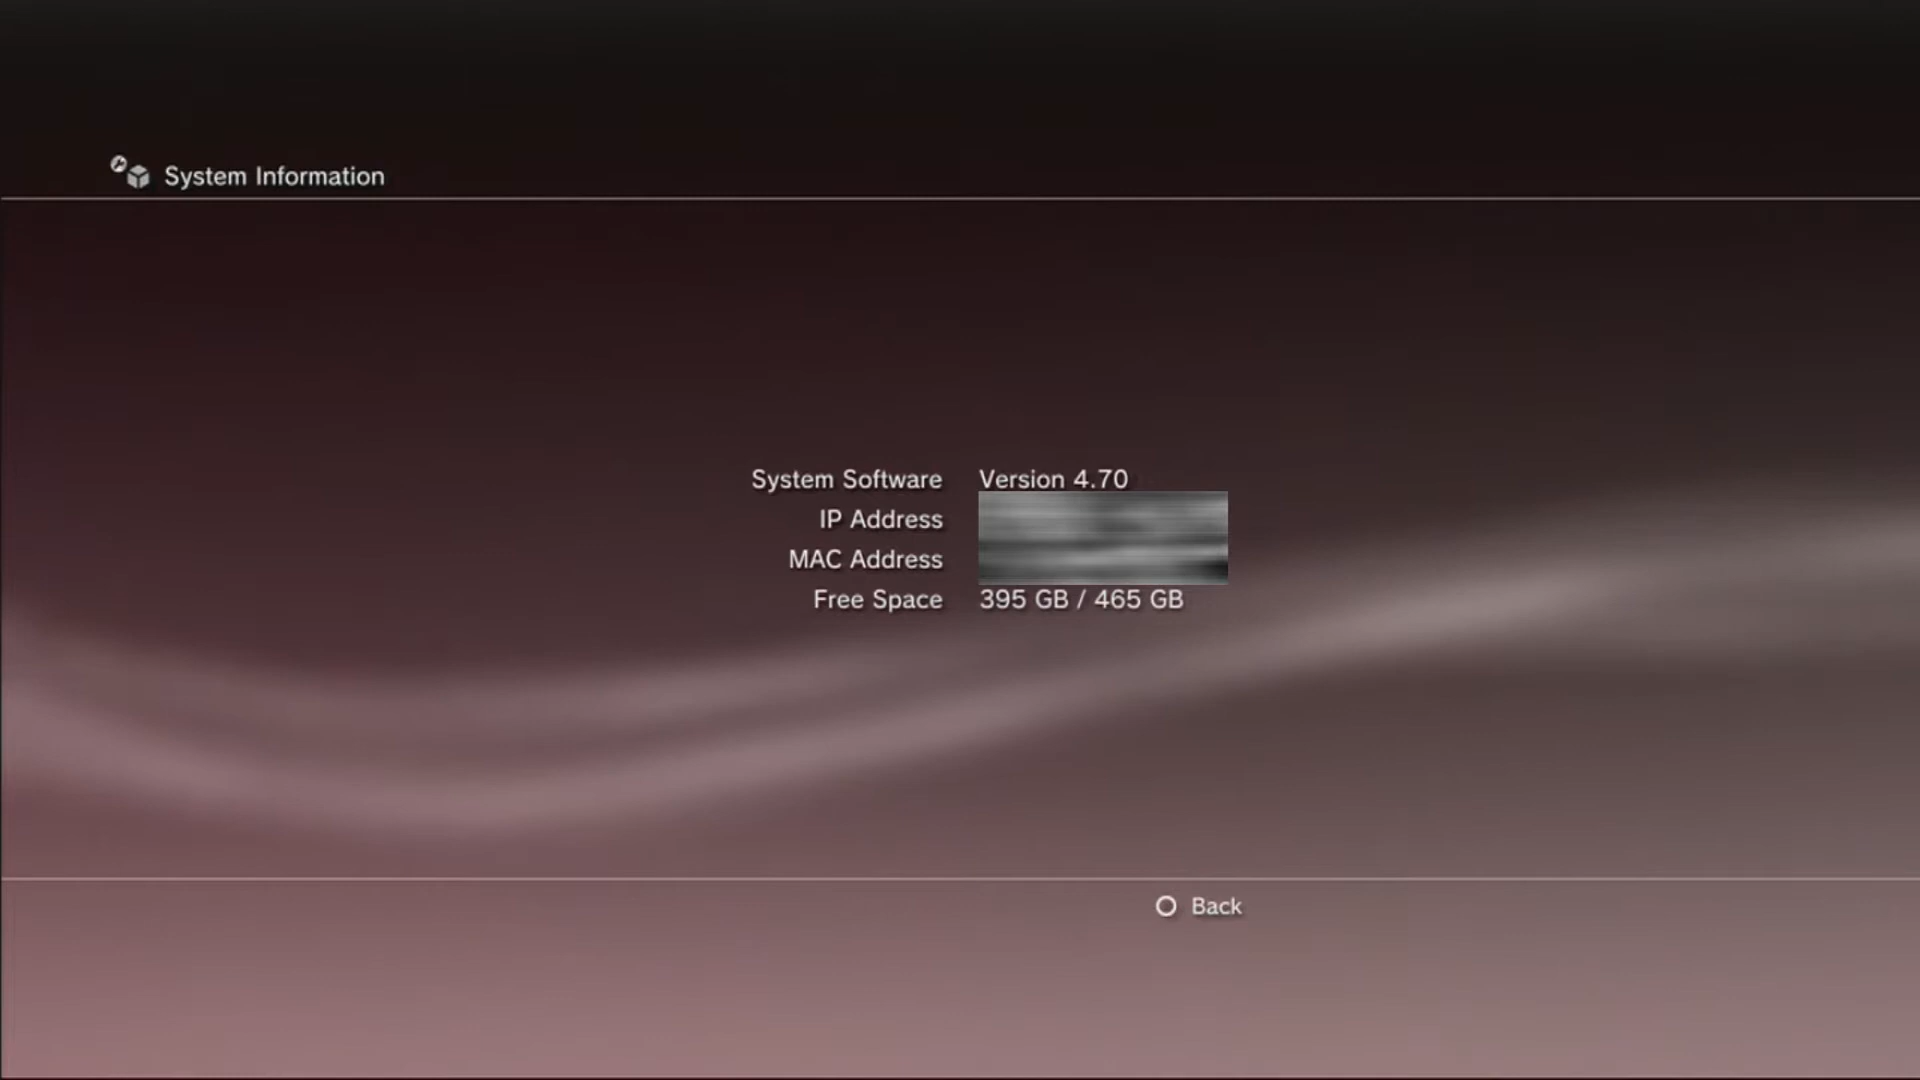 System Information
System Software Version 4.70
IP Address
MAC Address
Free Space 395 GB / 465 GB
Back